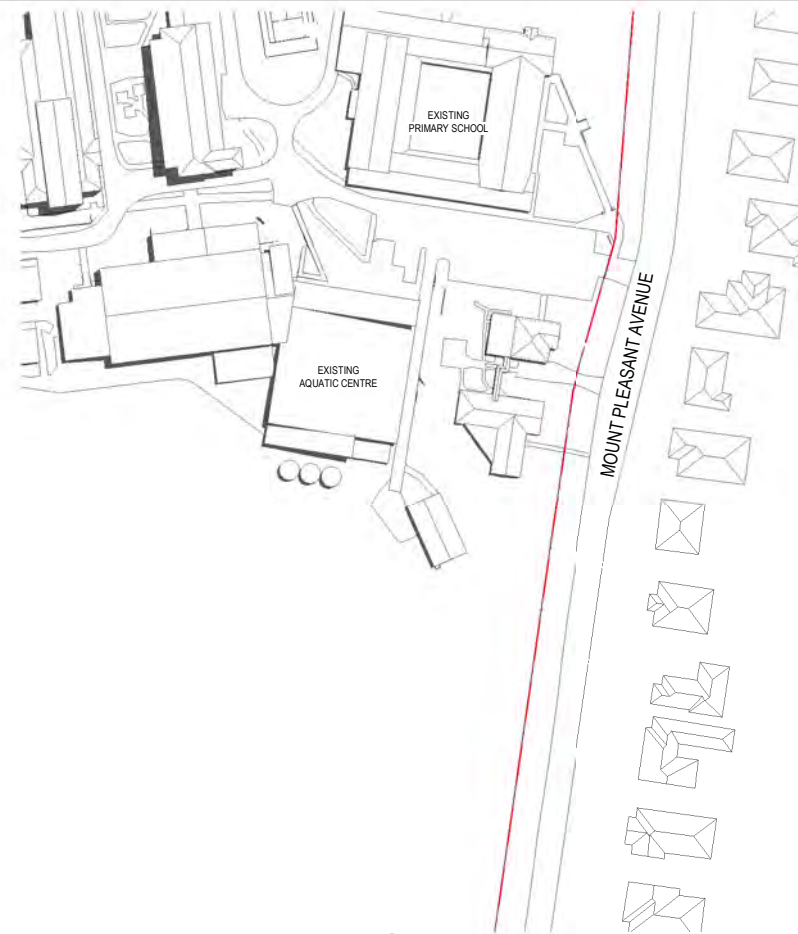 EXISTING
PRIMARY SCHOOL
MOUNT PLEASANT AVENUE
EXISTING
AQUATIC CENTRE